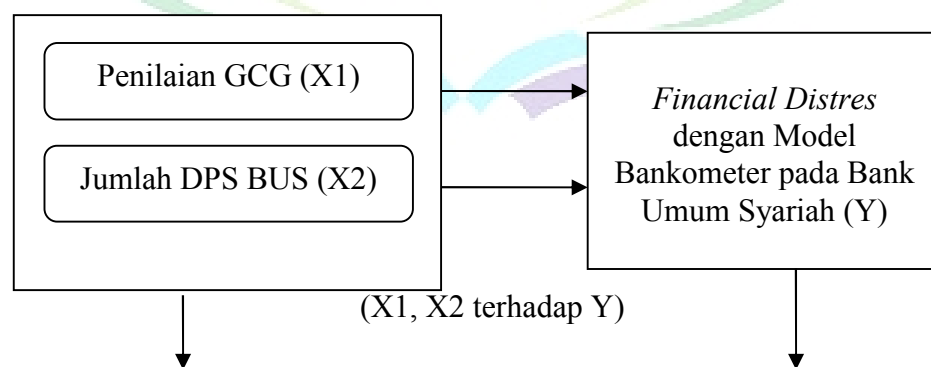 Penilaian GCG (X1)
Jumlah DPS BUS (X2)
Financial Distres
dengan Model
Bankometer pada Bank
Umum Syariah (Y)
(X1, X2 terhadap Y)